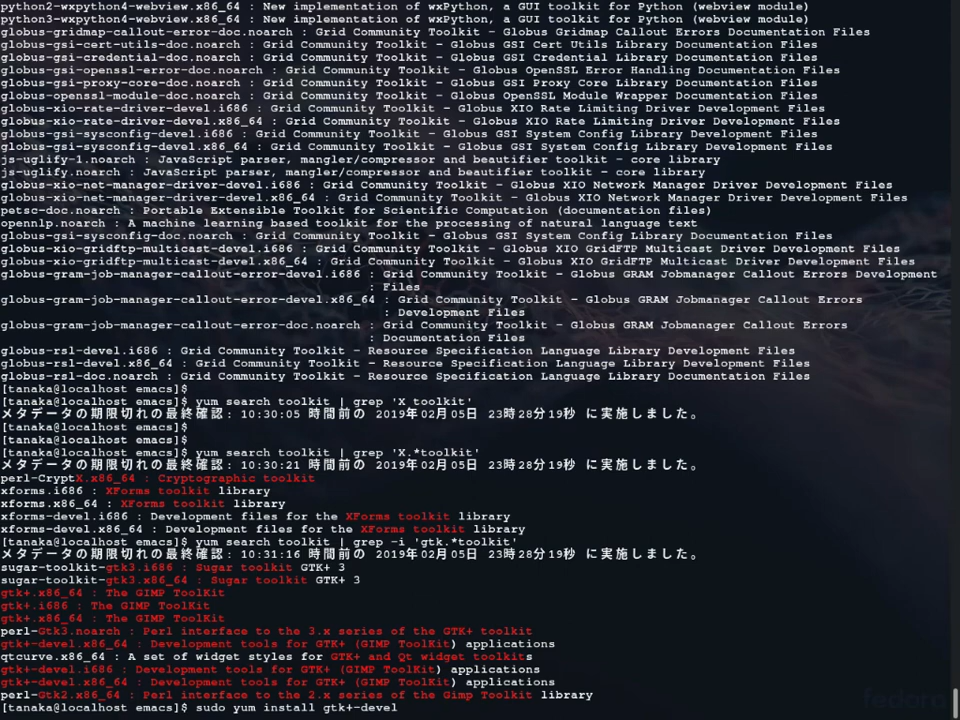 python2-wxpython4-webview.x86_64 : New implementation of wxPython, a GUI toolkit for Python (webview module)
python3-wxpython4-webview.x86_64 : New implementation of wxPython, a GUI toolkit for Python (webview module)
globus-gridmap-callout-error-doc.noarch : Grid Community Toolkit - Globus Gridmap Callout Errors Documentation Files
globus-gsi-cert-utils-doc.noarch : Grid Community Toolkit - Globus GSI Cert Utils Library Documentation Files
globus-gsi-credential-doc.noarch : Grid Community Toolkit - Globus GSI Credential Library Documentation Files
globus-gsi-openssl-error-doc.noarch : Grid Community Toolkit - Globus OpenSSL Error Handling Documentation Files
globus-gsi-proxy-core-doc.noarch : Grid Community Toolkit - Globus GSI Proxy Core Library Documentation Files
globus-openssl-module-doc.noarch : Grid Community Toolkit - Globus OpenSSL Module Wrapper Documentation Files
globus-xio-rate-driver-devel.i686 : Grid Community Toolkit - Globus XIO Rate Limiting Driver Development Files
globus-xio-rate-driver-devel.x86_64 : Grid Community Toolkit - Globus XIO Rate Limiting Driver Development Files
globus-gsi-sysconfig-devel.i686 : Grid Community Toolkit - Globus GSI System Config Library Development Files
globus-gsi-sysconfig-devel.x86_64 : Grid Community Toolkit - Globus GSI System Config Library Development Files
js-uglify-1.noarch : JavaScript parser, mangler/compressor and beautifier toolkit - core library
js-uglify.noarch : JavaScript parser, mangler/compressor and beautifier toolkit - core library
globus-xio-net-manager-driver-devel.i686 : Grid Community Toolkit - Globus XIO Network Manager Driver Development Files
globus-xio-net-manager-driver-devel.x86_64 : Grid Community Toolkit - Globus XIO Network Manager Driver Development Files
petsc-doc.noarch : Portable Extensible Toolkit for Scientific Computation (documentation files)
opennlp.noarch : A machine learning based toolkit for the processing of natural language text
globus-gsi-sysconfig-doc.noarch : Grid Community Toolkit - Globus GSI System Config Library Documentation Files
globus-xio-gridftp-multicast-devel.i686 : Grid Community Toolkit - Globus XIO GridFTP Multicast Driver Development Files
globus-xio-gridftp-multicast-devel.x86_64 : Grid Community Toolkit - Globus XIO GridFTP Multicast Driver Development Files
globus-gram-job-manager-callout-error-devel.i686 : Grid Community Toolkit - Globus GRAM Jobmanager Callout Errors Development
: Files
globus-gram-job-manager-callout-error-devel.x86_64 : Grid Community Toolkit - Globus GRAM Jobmanager Callout Errors
: Development Files
globus-gram-job-manager-callout-error-doc.noarch : Grid Community Toolkit - Globus GRAM Jobmanager Callout Errors
: Documentation Files
globus-rsl-devel.i686 : Grid Community Toolkit - Resource Specification Language Library Development Files
globus-rsl-devel.x86_64 : Grid Community Toolkit - Resource Specification Language Library Development Files
globus-rsl-doc.noarch : Grid Community Toolkit - Resource Specification Language Library Documentation Files
[tanaka@localhost emacs]$
[tanaka@localhost emacs]$ yum search toolkit | grep 'X toolkit'
メタデータの期限切れの最終確認: 10:30:05 時間前の 2019年02月05日 23時28分19秒 に実施しました。
[tanaka@localhost emacs]$
[tanaka@localhost emacs]$
[tanaka@localhost emacs]$ yum search toolkit | grep 'X.*toolkit'
メタデータの期限切れの最終確認: 10:30:21 時間前の 2019年02月05日 23時28分19秒 に実施しました。
perl-CryptX.x86_64 : Cryptographic toolkit
xforms.i686 : XForms toolkit library
xforms.x86_64 : XForms toolkit library
xforms-devel.i686 : Development files for the XForms toolkit library
xforms-devel.x86_64 : Development files for the XForms toolkit library
[tanaka@localhost emacs]$ yum search toolkit | grep -i 'gtk.*toolkit'
メタデータの期限切れの最終確認: 10:31:16 時間前の 2019年02月05日 23時28分19秒 に実施しました。
sugar-toolkit-gtk3.i686 : Sugar toolkit GTK+ 3
sugar-toolkit-gtk3.x86_64 : Sugar toolkit GTK+ 3
gtk+.x86_64 : The GIMP ToolKit
gtk+.i686 : The GIMP ToolKit
gtk+.x86_64 : The GIMP ToolKit
perl-Gtk3.noarch : Perl interface to the 3.x series of the GTK+ toolkit
gtk+-devel.x86_64 : Development tools for GTK+ (GIMP ToolKit) applications
qtcurve.x86_64 : A set of widget styles for GTK+ and Qt widget toolkits
gtk+-devel.i686 : Development tools for GTK+ (GIMP ToolKit) applications
gtk+-devel.x86_64 : Development tools for GTK+ (GIMP ToolKit) applications
perl-Gtk2.x86_64 : Perl interface to the 2.x series of the Gimp Toolkit library
[tanaka@localhost emacs]$ sudo yum install gtk+-devel
fedora